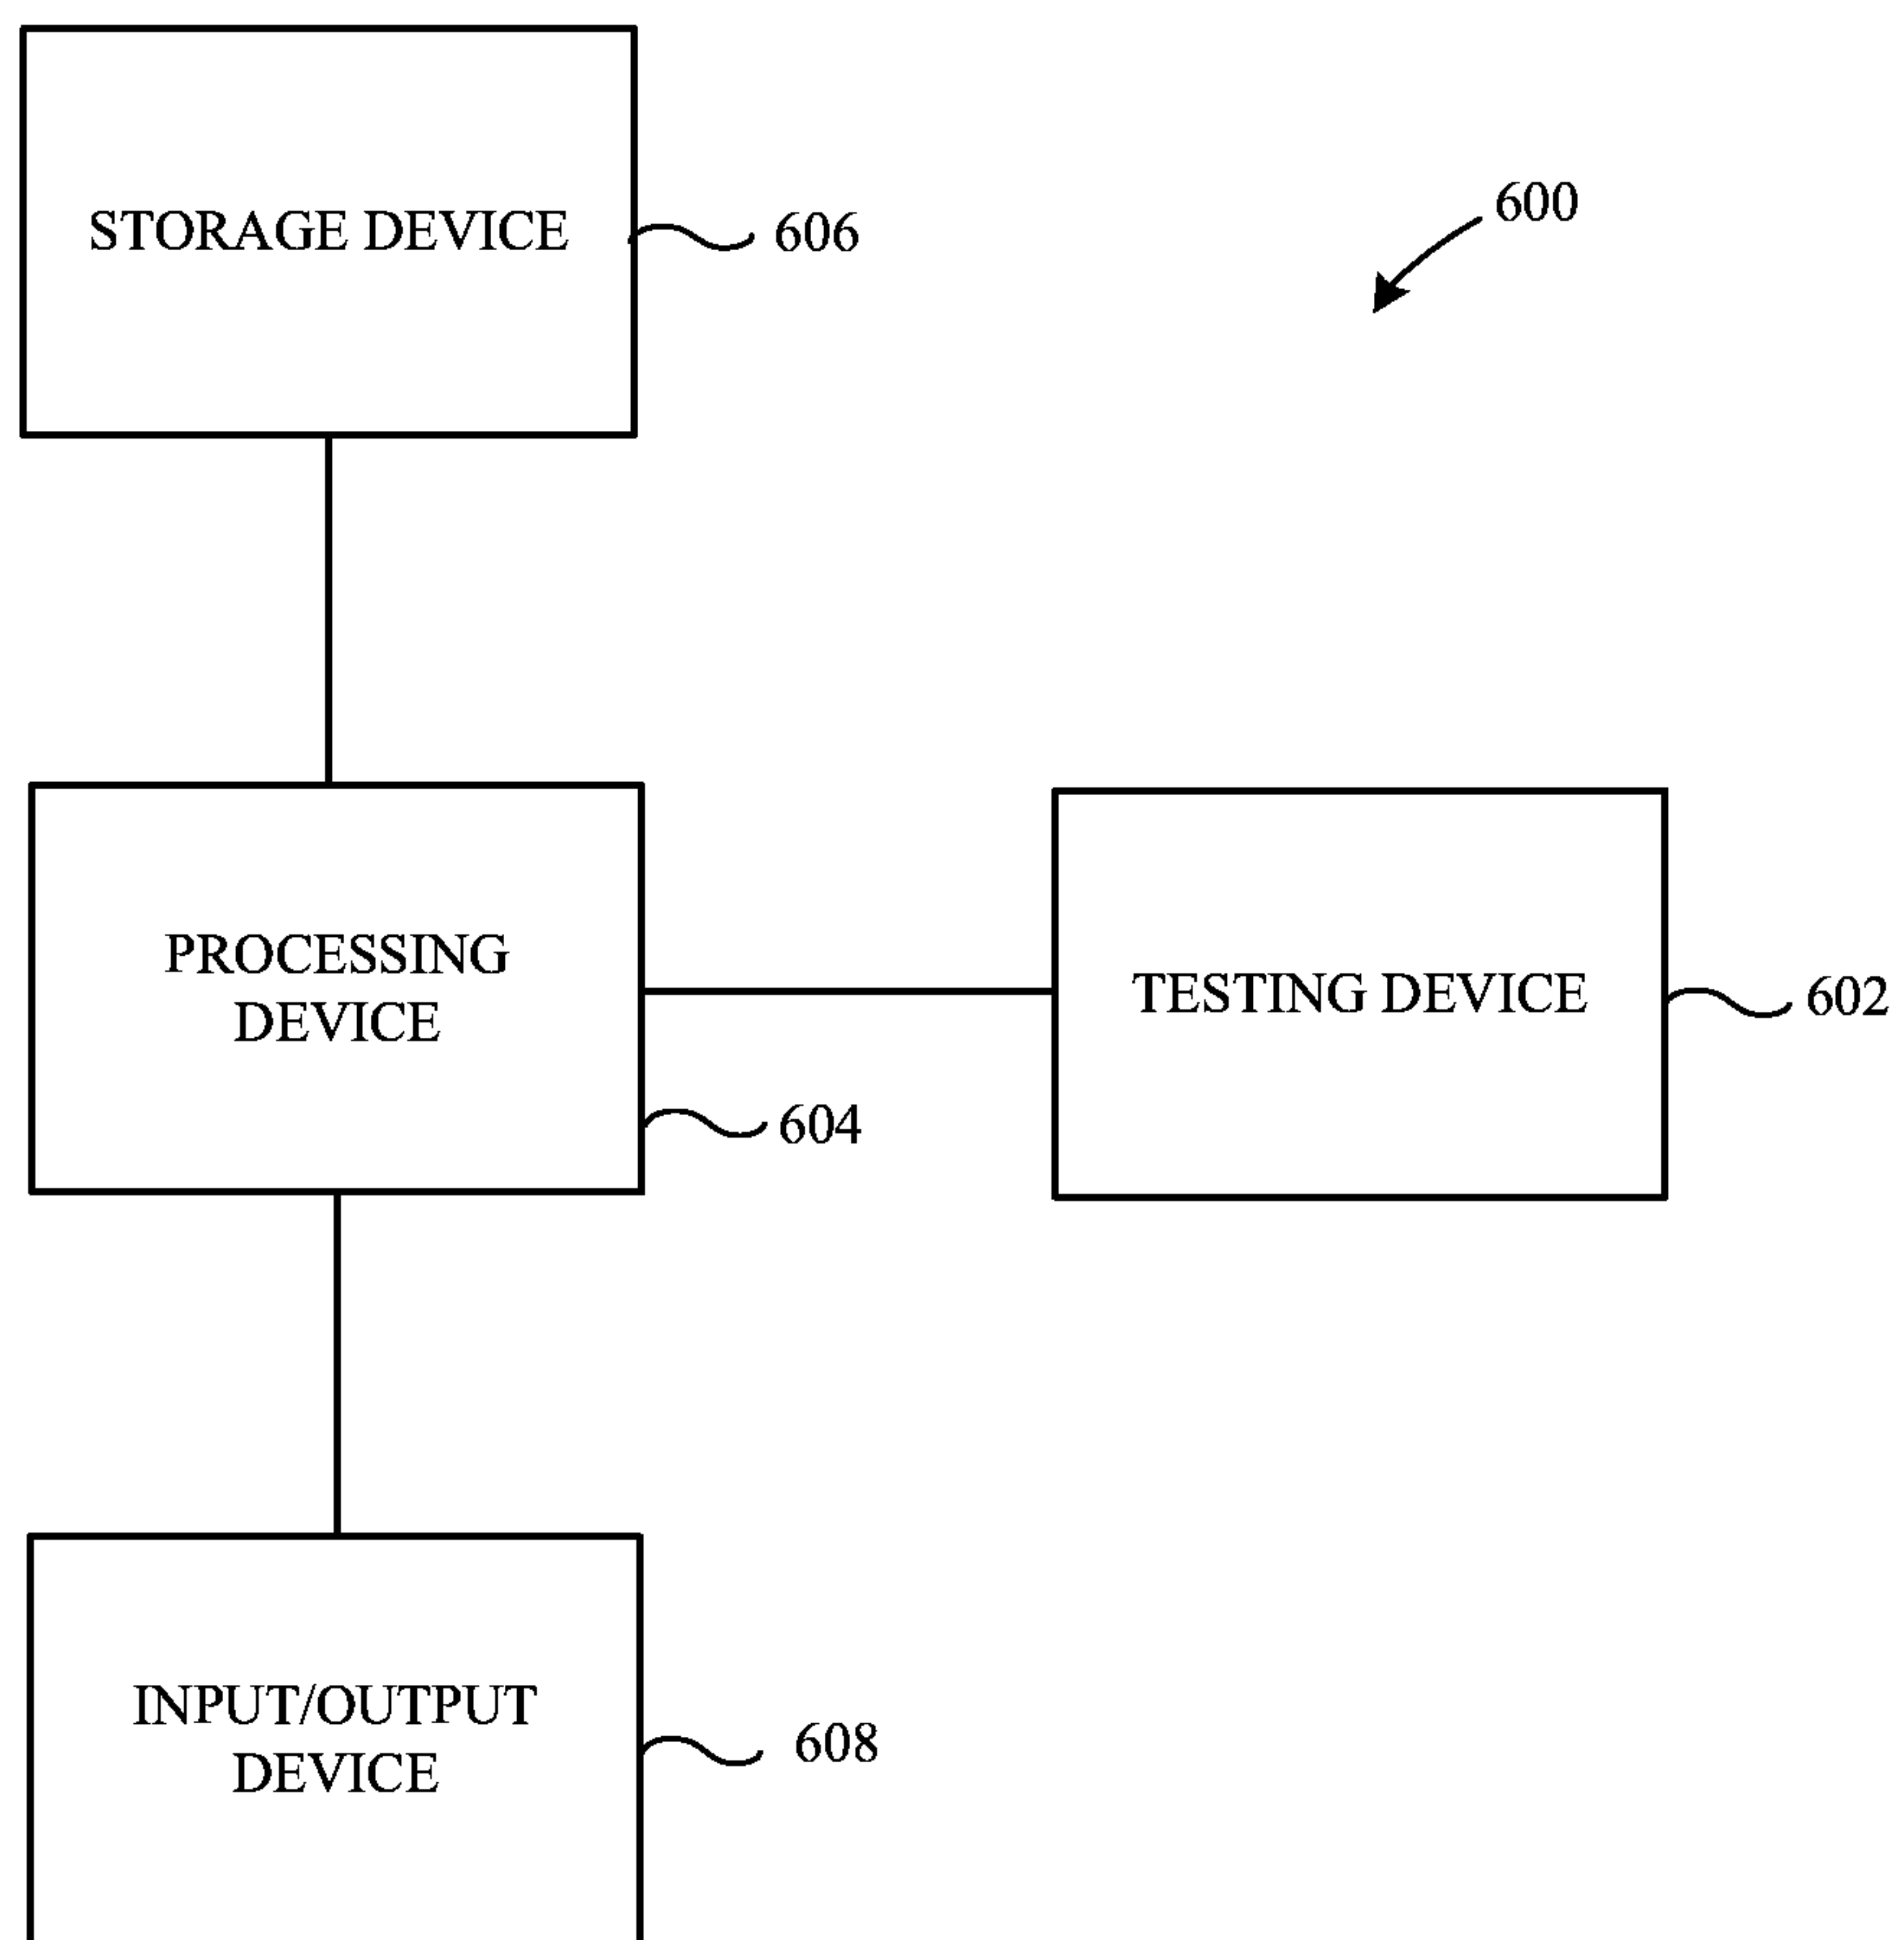 STORAGE DEVICE
606
600
PROCESSING
DEVICE
604
TESTING DEVICE
602
INPUT/OUTPUT
DEVICE
608